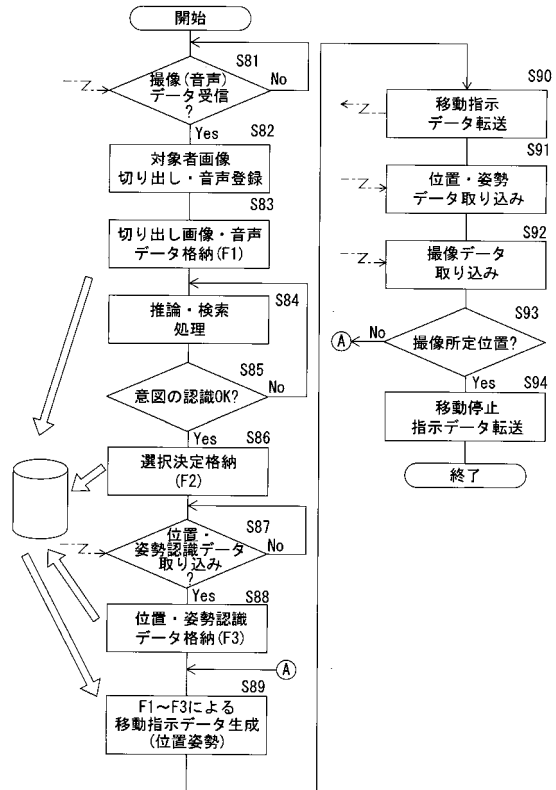 開始
S81
撮像(音声)
データ受信
?
No
Yes
S82
対象者画像
切り出し・音声登録
S83
切り出し画像・音声
データ格納(F1)
S84
推論・検索
処理
S85
意図の認識OK?
No
Yes
S86
選択決定格納
(F2)
S87
位置・
姿勢認識データ
取り込み
?
No
Yes
S88
位置・姿勢認識
データ格納(F3)
A
S89
F1~F3による
移動指示データ生成
(位置姿勢)
S90
移動指示
データ転送
S91
位置・姿勢
データ取り込み
S92
撮像データ
取り込み
S93
撮像所定位置?
No
A
Yes
S94
移動停止
指示データ転送
終了